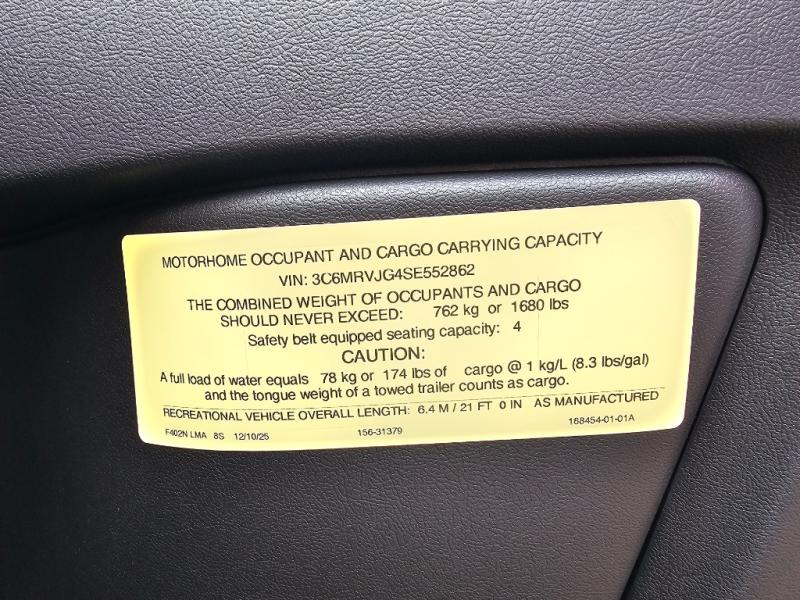 MOTORHOME OCCUPANT AND CARGO CARRYING CAPACITY
VIN: 3C6MRVJG4SE552862
THE COMBINED WEIGHT OF OCCUPANTS AND CARGO
SHOULD NEVER EXCEED: 762 kg or 1680 lbs
Safety belt equipped seating capacity: 4
CAUTION:
A full load of water equals 78 kg or 174 lbs of cargo @ 1 kg/L (8.3 lbs/gal)
and the tongue weight of a towed trailer counts as cargo.
RECREATIONAL VEHICLE OVERALL LENGTH: 6.4 M / 21 FT 0 IN AS MANUFACTURED
F402N LMA 8S 12/10/25 156-31379 168454-01-01A